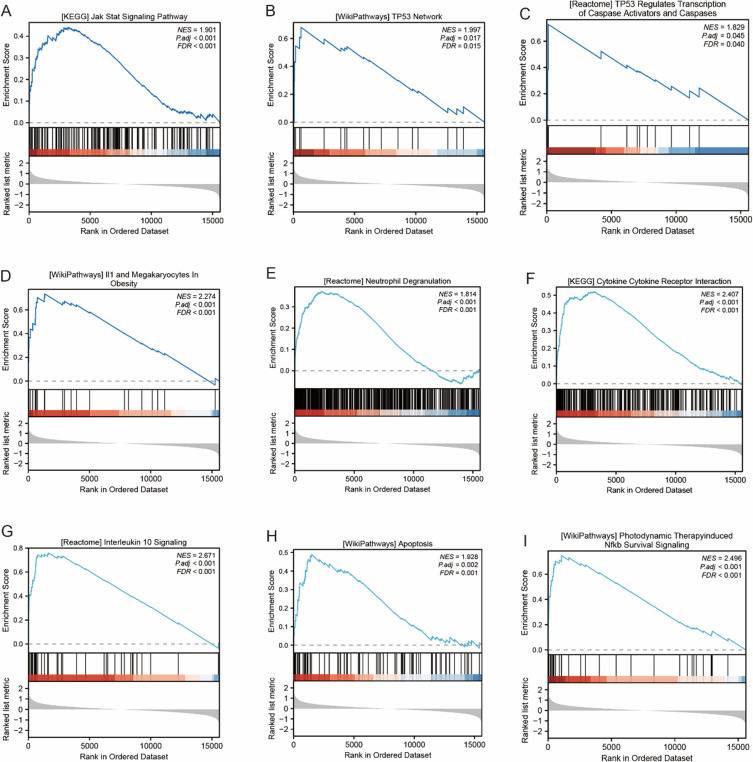 A
[KEGG] Jak Stat Signaling Pathway
NES = 1.901
P.adj < 0.001
FDR < 0.001
Enrichment Score
0.4
0.3
0.2
0.1
0.0
Ranked list metric
2
1
0
−1
−2
0
5000
10000
15000
Rank in Ordered Dataset
B
[WikiPathways] TP53 Network
NES = 1.997
P.adj = 0.017
FDR = 0.015
Enrichment Score
0.6
0.4
0.2
0.0
Ranked list metric
2
1
0
−1
−2
0
5000
10000
15000
Rank in Ordered Dataset
C
[Reactome] TP53 Regulates Transcription
of Caspase Activators and Caspases
NES = 1.829
P.adj = 0.045
FDR = 0.040
Enrichment Score
0.6
0.4
0.2
0.0
Ranked list metric
2
1
0
−1
−2
0
5000
10000
15000
Rank in Ordered Dataset
D
[WikiPathways] Il1 and Megakaryocytes In
Obesity
NES = 2.274
P.adj < 0.001
FDR < 0.001
Enrichment Score
0.6
0.4
0.2
0.0
Ranked list metric
2
1
0
−1
−2
0
5000
10000
15000
Rank in Ordered Dataset
E
[Reactome] Neutrophil Degranulation
NES = 1.814
P.adj < 0.001
FDR < 0.001
Enrichment Score
0.3
0.2
0.1
0.0
Ranked list metric
2
1
0
−1
−2
0
5000
10000
15000
Rank in Ordered Dataset
F
[KEGG] Cytokine Cytokine Receptor Interaction
NES = 2.407
P.adj < 0.001
FDR < 0.001
Enrichment Score
0.5
0.4
0.3
0.2
0.1
0.0
Ranked list metric
2
1
0
−1
−2
0
5000
10000
15000
Rank in Ordered Dataset
G
[Reactome] Interleukin 10 Signaling
NES = 2.671
P.adj < 0.001
FDR < 0.001
Enrichment Score
0.8
0.6
0.4
0.2
0.0
Ranked list metric
2
1
0
−1
−2
0
5000
10000
15000
Rank in Ordered Dataset
H
[WikiPathways] Apoptosis
NES = 1.928
P.adj = 0.002
FDR = 0.001
Enrichment Score
0.5
0.4
0.3
0.2
0.1
0.0
Ranked list metric
2
1
0
−1
−2
0
5000
10000
15000
Rank in Ordered Dataset
I
[WikiPathways] Photodynamic Therapyinduced
Nfkb Survival Signaling
NES = 2.496
P.adj < 0.001
FDR < 0.001
Enrichment Score
0.6
0.4
0.2
0.0
Ranked list metric
2
1
0
−1
−2
0
5000
10000
15000
Rank in Ordered Dataset